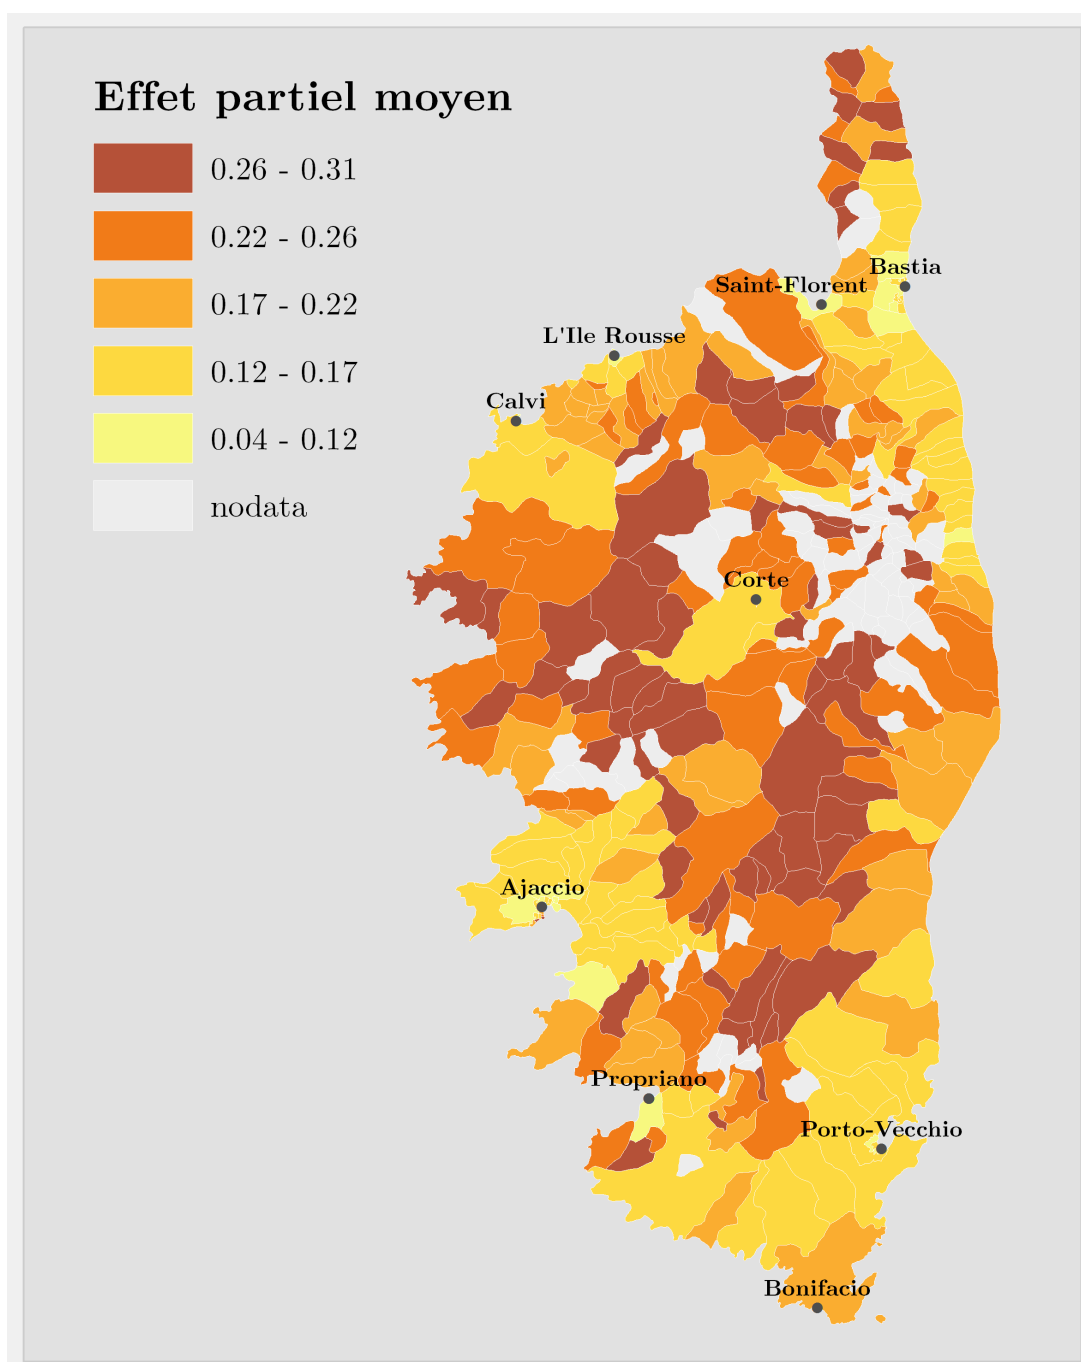 Effet partiel moyen
0.26 - 0.31
0.22 - 0.26
0.17 - 0.22
0.12 - 0.17
0.04 - 0.12
nodata
Bastia
Saint-Florent
L'Ile Rousse
Calvi
Corte
Ajaccio
Propriano
Porto-Vecchio
Bonifacio